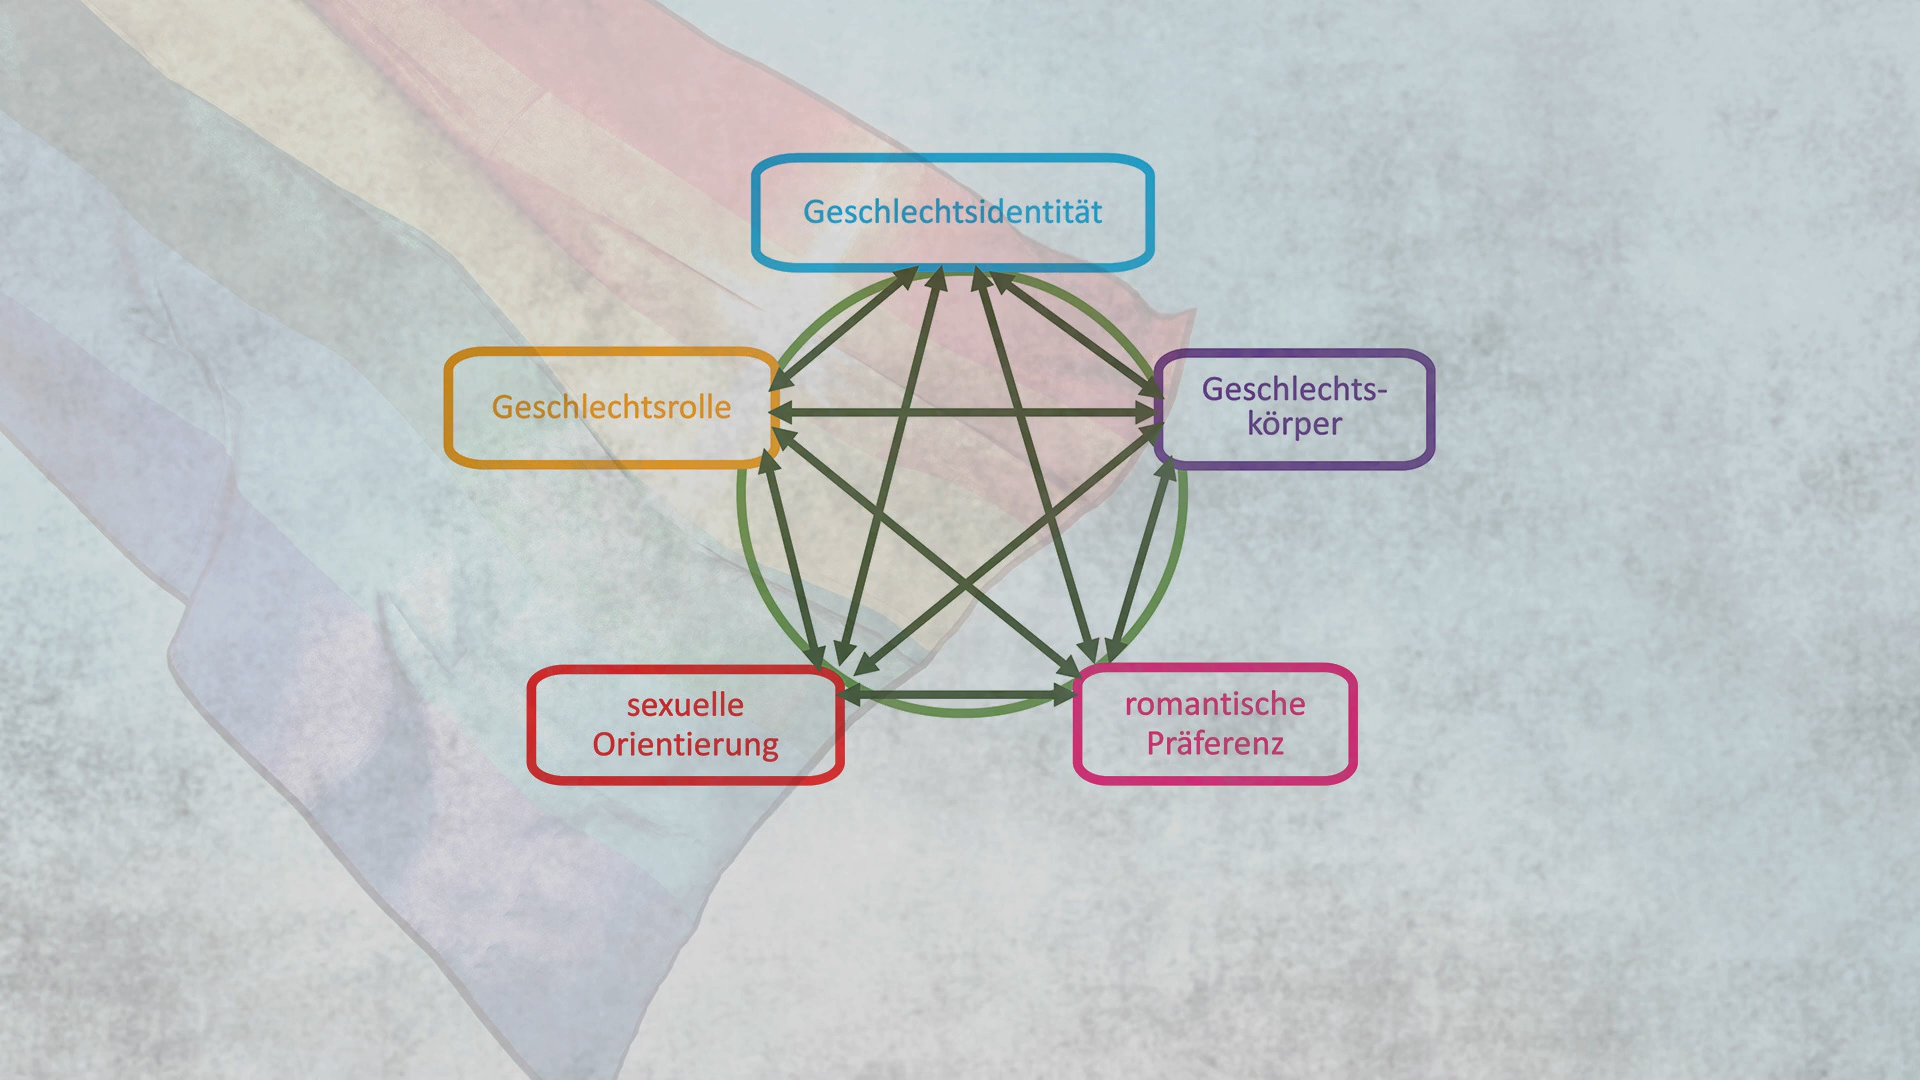 Geschlechtsidentität
Geschlechtsrolle
Geschlechts-
körper
sexuelle
Orientierung
romantische
Präferenz